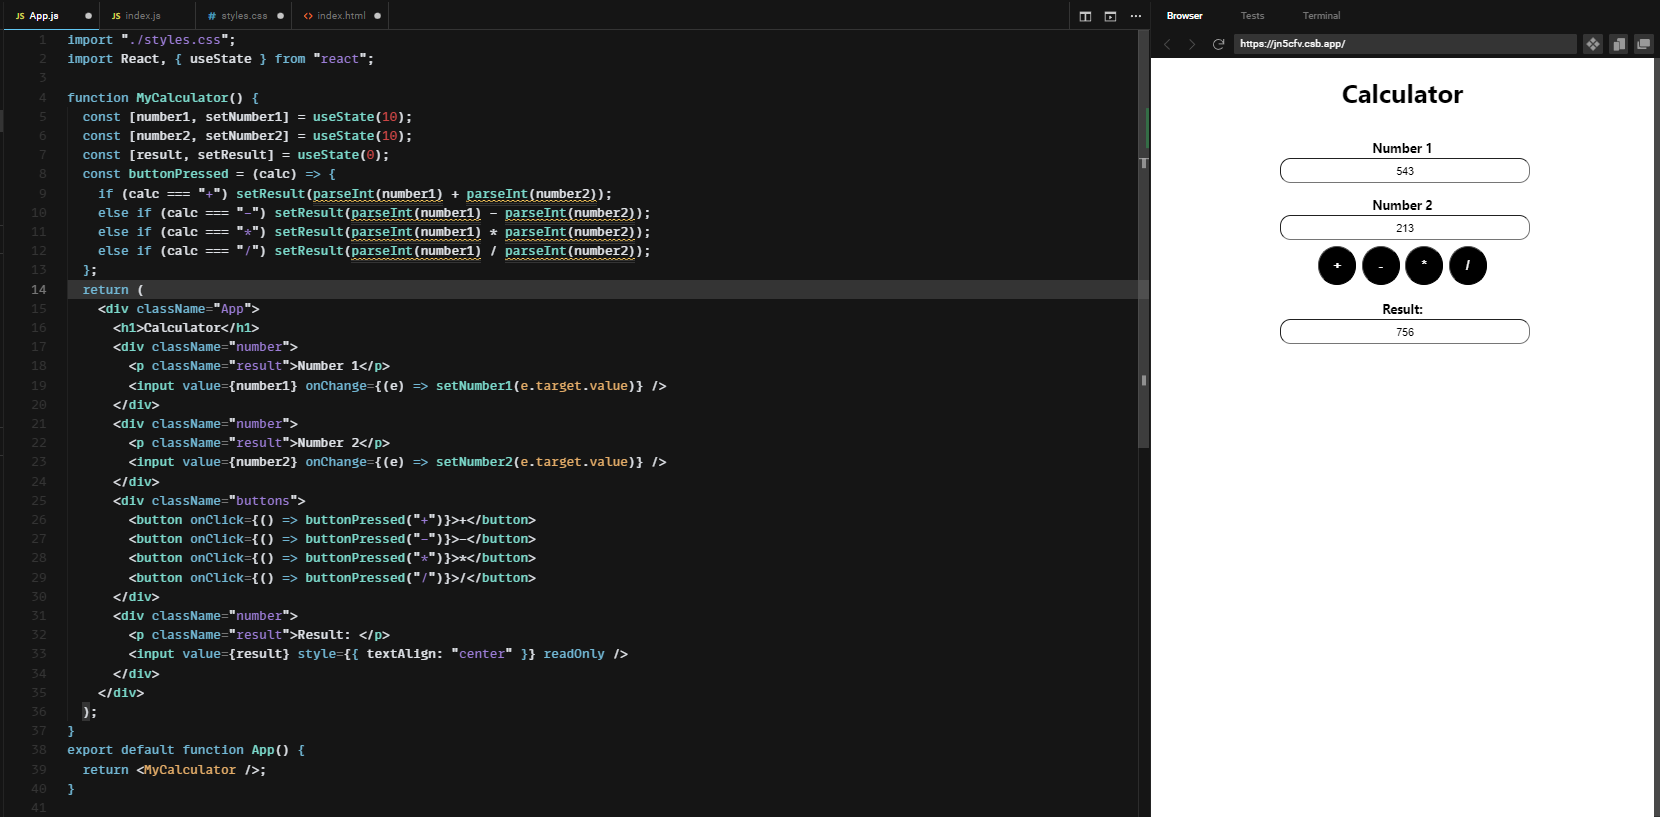 JS App.js
JS index.js
# styles.css
<> index.html
1 import "./styles.css";
2 import React, { useState } from "react";
3
4 function MyCalculator() {
5   const [number1, setNumber1] = useState(10);
6   const [number2, setNumber2] = useState(10);
7   const [result, setResult] = useState(0);
8   const buttonPressed = (calc) => {
9     if (calc === "+") setResult(parseInt(number1) + parseInt(number2));
10     else if (calc === "-") setResult(parseInt(number1) - parseInt(number2));
11     else if (calc === "*") setResult(parseInt(number1) * parseInt(number2));
12     else if (calc === "/") setResult(parseInt(number1) / parseInt(number2));
13   };
14   return (
15     <div className="App">
16       <h1>Calculator</h1>
17       <div className="number">
18         <p className="result">Number 1</p>
19         <input value={number1} onChange={(e) => setNumber1(e.target.value)} />
20       </div>
21       <div className="number">
22         <p className="result">Number 2</p>
23         <input value={number2} onChange={(e) => setNumber2(e.target.value)} />
24       </div>
25       <div className="buttons">
26         <button onClick={() => buttonPressed("+")}>+</button>
27         <button onClick={() => buttonPressed("-")}>-</button>
28         <button onClick={() => buttonPressed("*")}>*</button>
29         <button onClick={() => buttonPressed("/")}>/</button>
30       </div>
31       <div className="number">
32         <p className="result">Result: </p>
33         <input value={result} style={{ textAlign: "center" }} readOnly />
34       </div>
35     </div>
36   );
37 }
38 export default function App() {
39   return <MyCalculator />;
40 }
41
Browser
Tests
Terminal
https://jn5cfv.csb.app/
Calculator
Number 1
543
Number 2
213
+ - * /
Result:
756